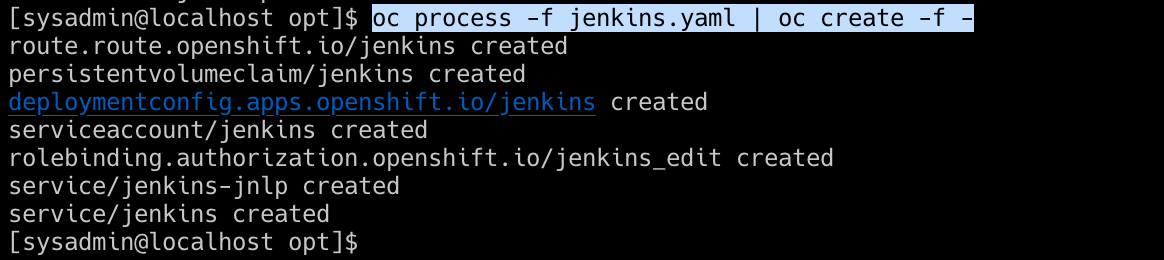 [sysadmin@localhost opt]$ oc process -f jenkins.yaml | oc create -f -
route.route.openshift.io/jenkins created
persistentvolumeclaim/jenkins created
deploymentconfig.apps.openshift.io/jenkins created
serviceaccount/jenkins created
rolebinding.authorization.openshift.io/jenkins_edit created
service/jenkins-jnlp created
service/jenkins created
[sysadmin@localhost opt]$